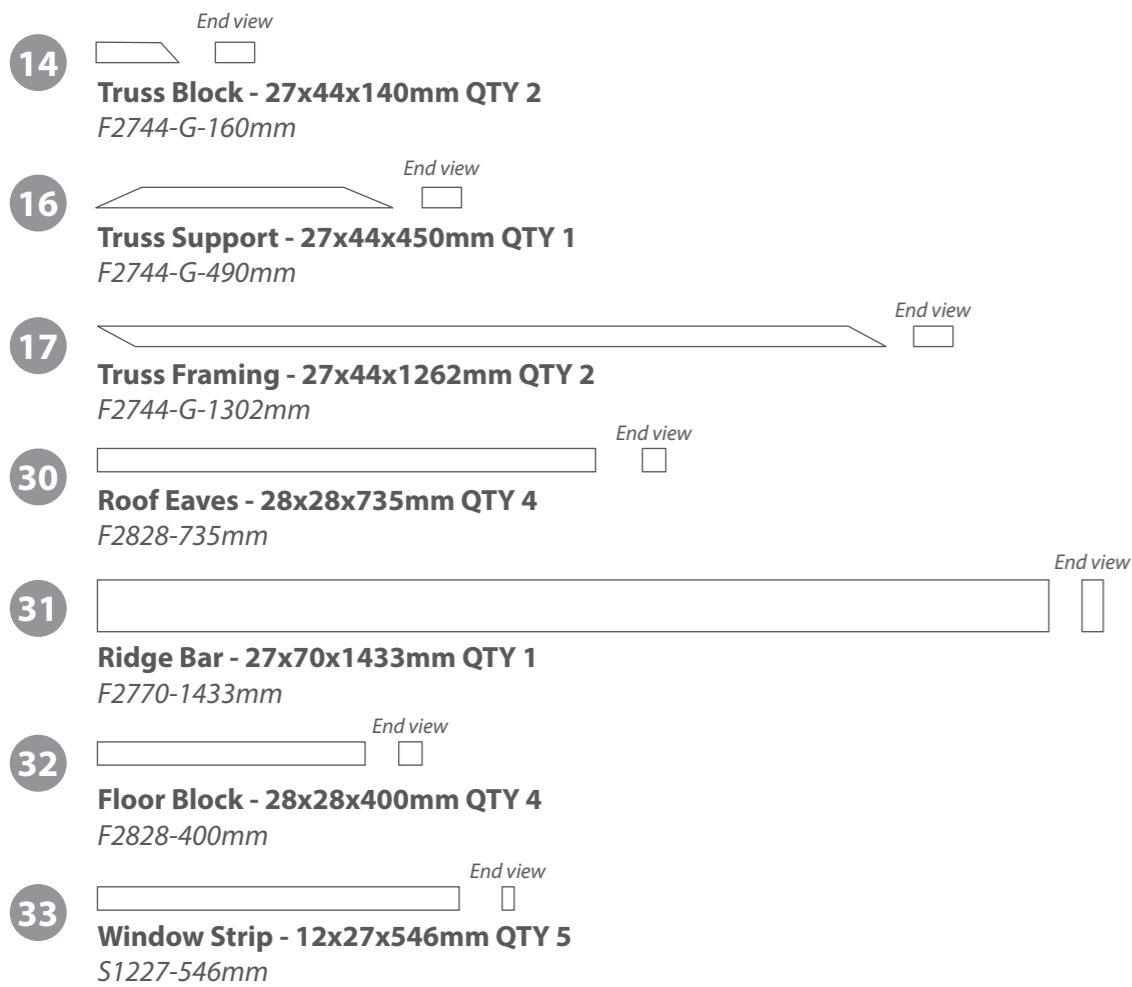 End view
14
Truss Block - 27x44x140mm QTY 2
F2744-G-160mm
End view
16
Truss Support - 27x44x450mm QTY 1
F2744-G-490mm
End view
17
Truss Framing - 27x44x1262mm QTY 2
F2744-G-1302mm
End view
30
Roof Eaves - 28x28x735mm QTY 4
F2828-735mm
End view
31
Ridge Bar - 27x70x1433mm QTY 1
F2770-1433mm
End view
32
Floor Block - 28x28x400mm QTY 4
F2828-400mm
End view
33
Window Strip - 12x27x546mm QTY 5
S1227-546mm